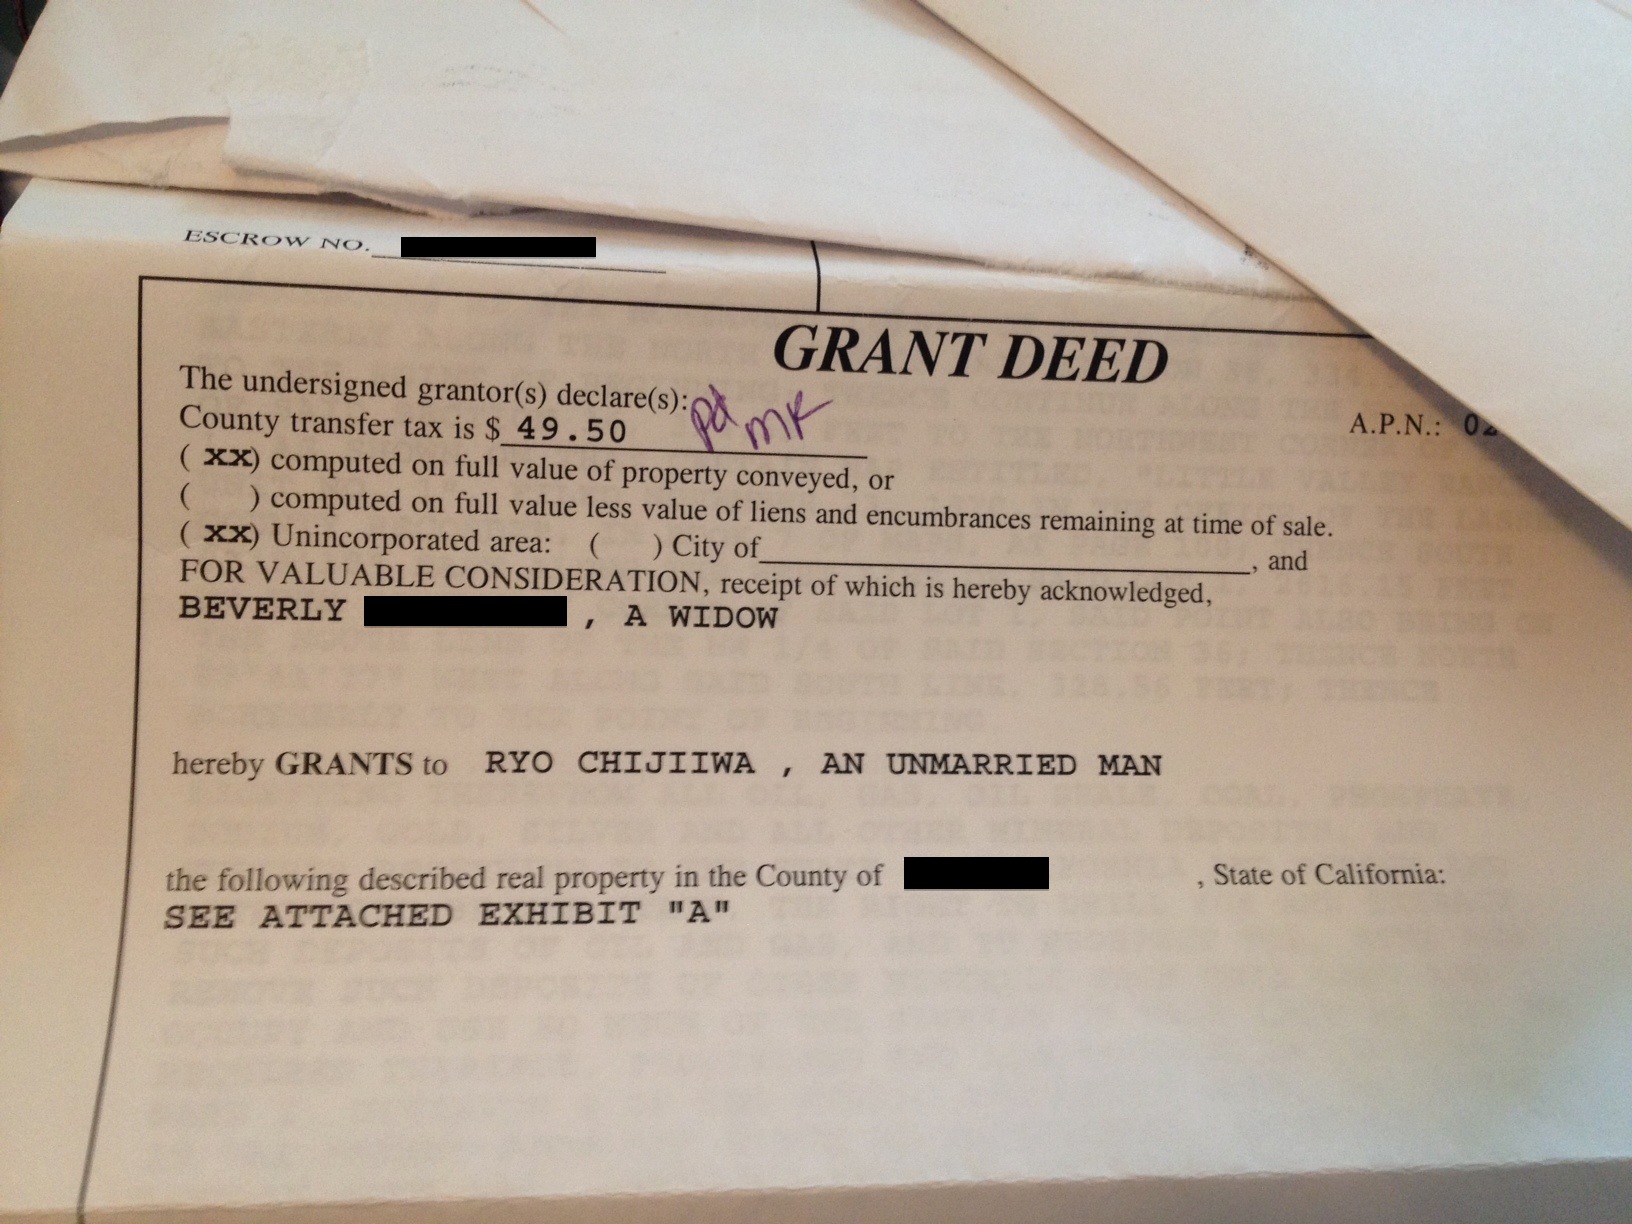 ESCROW NO.
GRANT DEED
The undersigned grantor(s) declare(s):
County transfer tax is $ 49.50 pd MK
A.P.N.: 02
( xx) computed on full value of property conveyed, or
( ) computed on full value less value of liens and encumbrances remaining at time of sale.
( xx) Unincorporated area: ( ) City of , and
FOR VALUABLE CONSIDERATION, receipt of which is hereby acknowledged,
BEVERLY , A WIDOW
hereby GRANTS to RYO CHIJIIWA , AN UNMARRIED MAN
the following described real property in the County of , State of California:
SEE ATTACHED EXHIBIT "A"